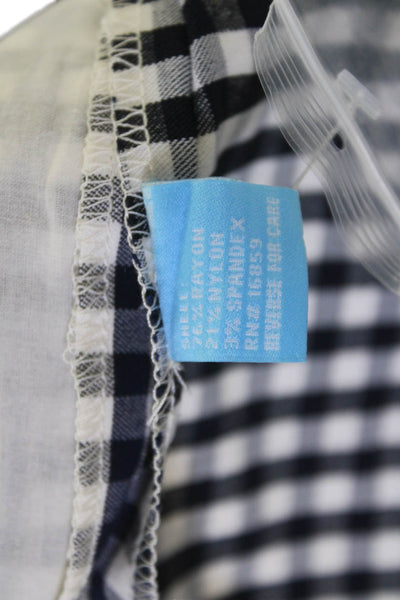 SHELL
76% RAYON
21% NYLON
3% SPANDEX
RN# 16859
REVERSE FOR CARE